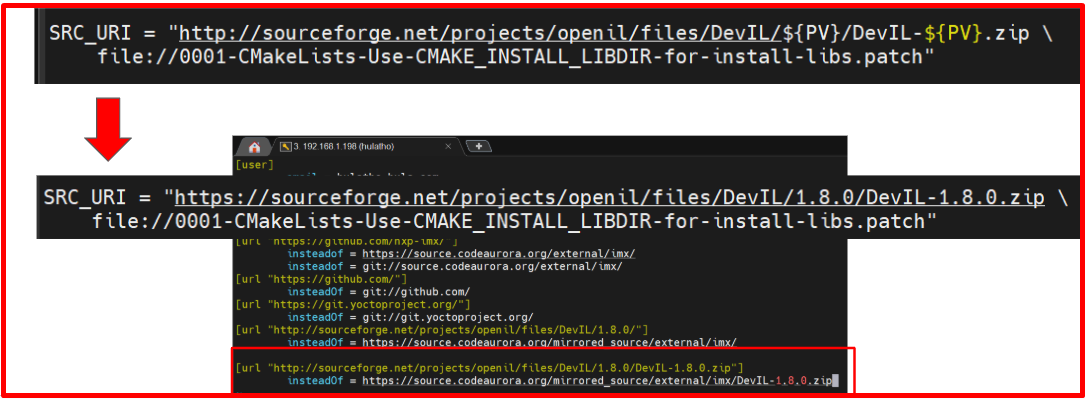 SRC_URI = "http://sourceforge.net/projects/openil/files/DevIL/${PV}/DevIL-${PV}.zip \
file://0001-CMakeLists-Use-CMAKE_INSTALL_LIBDIR-for-install-libs.patch"
3. 192.168.1.198 (hulatho)
[user]
SRC_URI = "https://sourceforge.net/projects/openil/files/DevIL/1.8.0/DevIL-1.8.0.zip \
file://0001-CMakeLists-Use-CMAKE_INSTALL_LIBDIR-for-install-libs.patch"
[url "https://github.com/nxp-imx/"]
insteadof = https://source.codeaurora.org/external/imx/
insteadof = git://source.codeaurora.org/external/imx/
[url "https://github.com/"]
insteadOf = git://github.com/
[url "https://git.yoctoproject.org/"]
insteadOf = git://git.yoctoproject.org/
[url "http://sourceforge.net/projects/openil/files/DevIL/1.8.0/"]
insteadOf = https://source.codeaurora.org/mirrored_source/external/imx/
[url "http://sourceforge.net/projects/openil/files/DevIL/1.8.0/DevIL-1.8.0.zip"]
insteadOf = https://source.codeaurora.org/mirrored_source/external/imx/DevIL-1.8.0.zip